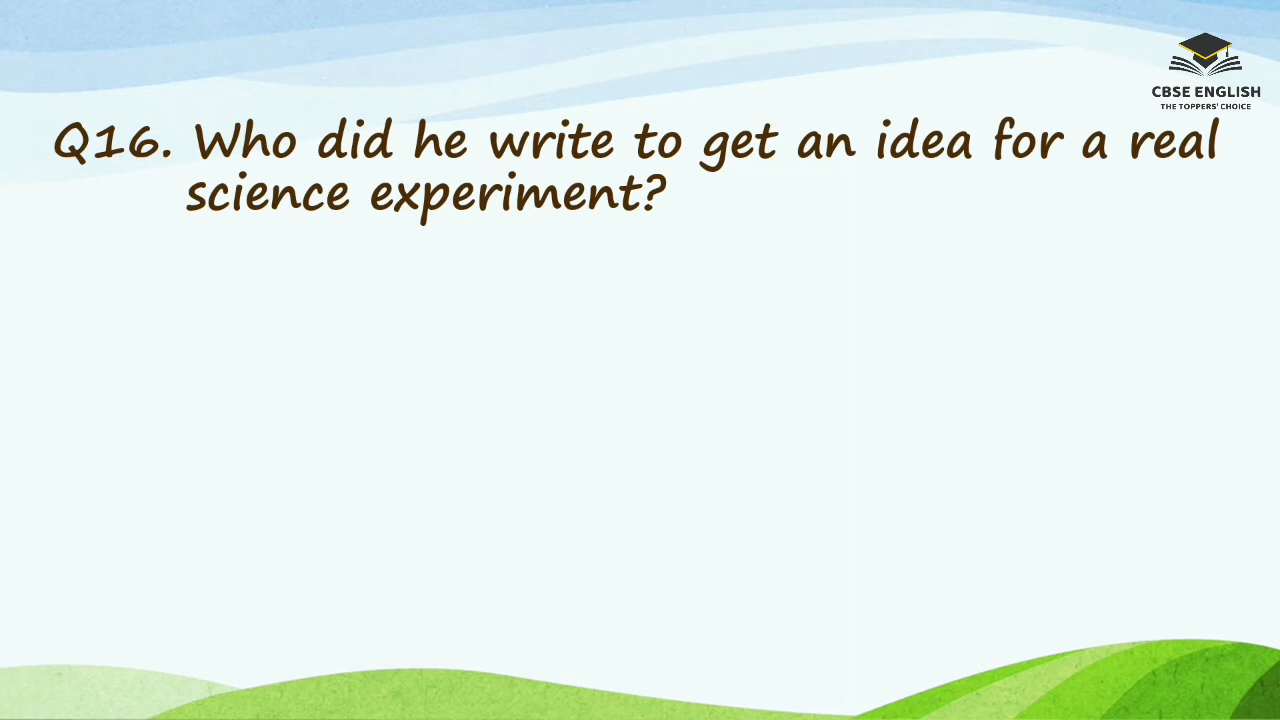 CBSE ENGLISH
THE TOPPERS' CHOICE
Q16. Who did he write to get an idea for a real
science experiment?